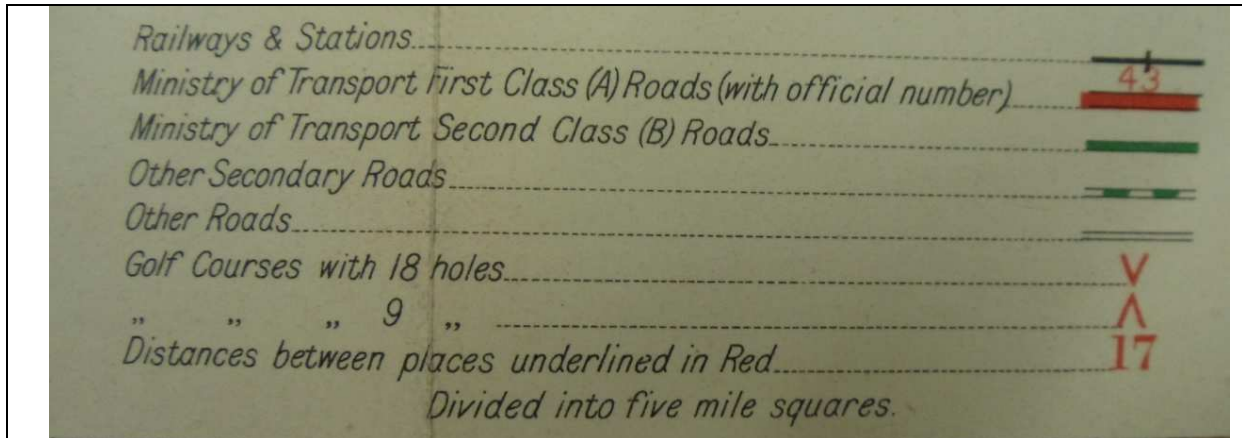 Railways & Stations
Ministry of Transport First Class (A) Roads (with official number) 43
Ministry of Transport Second Class (B) Roads
Other Secondary Roads
Other Roads
Golf Courses with 18 holes V
„ „ „ 9 „ Λ
Distances between places underlined in Red 17
Divided into five mile squares.